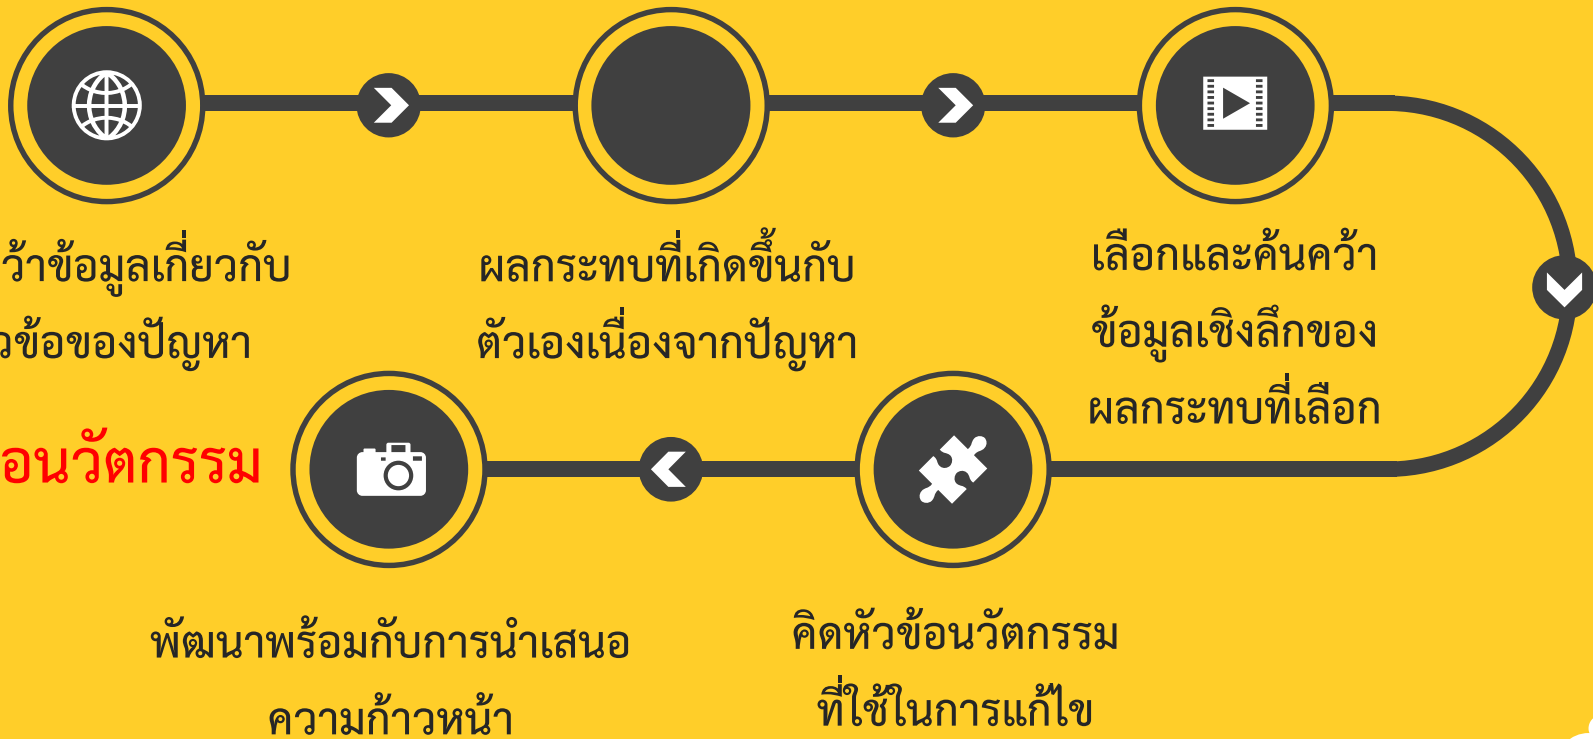 ว้าข้อมูลเกี่ยวกับ
วข้อของปัญหา
ผลกระทบที่เกิดขึ้นกับ
ตัวเองเนื่องจากปัญหา
เลือกและค้นคว้า
ข้อมูลเชิงลึกของ
ผลกระทบที่เลือก
อนวัตกรรม
พัฒนาพร้อมกับการนำเสนอ
ความก้าวหน้า
คิดหัวข้อนวัตกรรม
ที่ใช้ในการแก้ไข